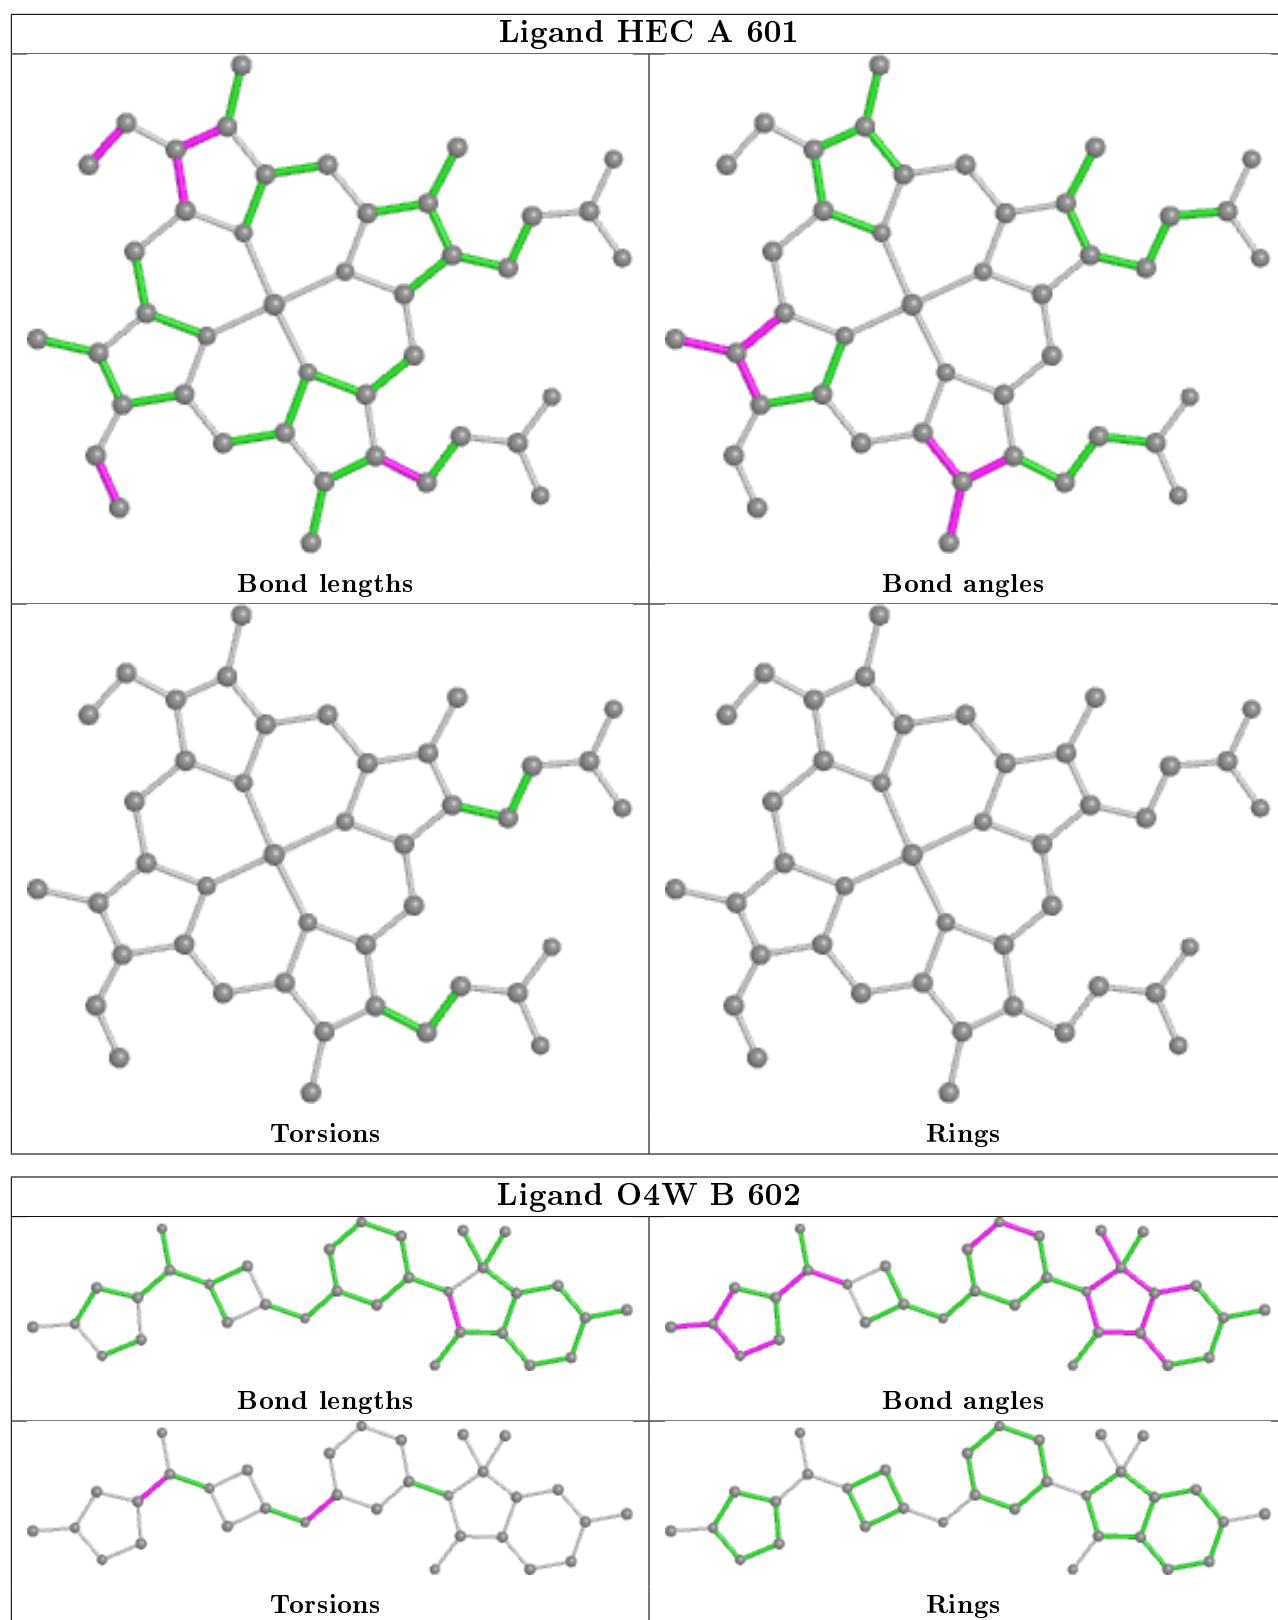 Ligand HEC A 601
Bond lengths
Bond angles
Torsions
Rings
Ligand O4W B 602
Bond lengths
Bond angles
Torsions
Rings